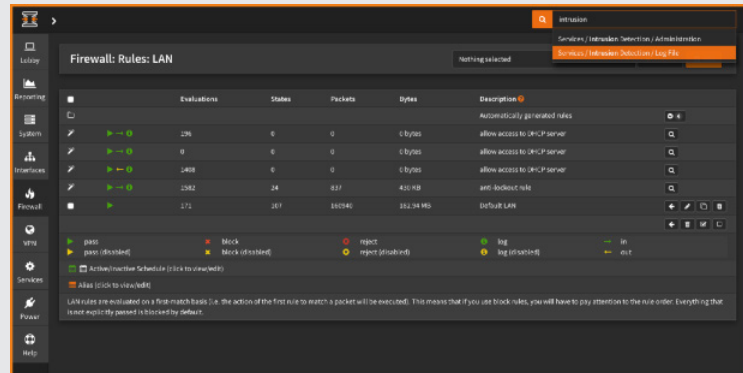 intrusion
Services / Intrusion Detection / Administration
Services / Intrusion Detection / Log File
Lobby
Reporting
System
Interfaces
Firewall
VPN
Services
Power
Help
Firewall: Rules: LAN
Nothing selected
Evaluations States Packets Bytes Description
Automatically generated rules
196 0 0 0 bytes allow access to DHCP server
0 0 0 0 bytes allow access to DHCP server
1408 0 0 0 bytes allow access to DHCP server
1582 24 837 430 KB anti-lockout rule
171 107 160940 162.94 MB Default LAN
pass block reject log in
pass (disabled) block (disabled) reject (disabled) log (disabled) out
Active/Inactive Schedule (click to view/edit)
Alias (click to view/edit)
LAN rules are evaluated on a first-match basis (i.e. the action of the first rule to match a packet will be executed). This means that if you use block rules, you will have to pay attention to the rule order. Everything that
is not explicitly passed is blocked by default.